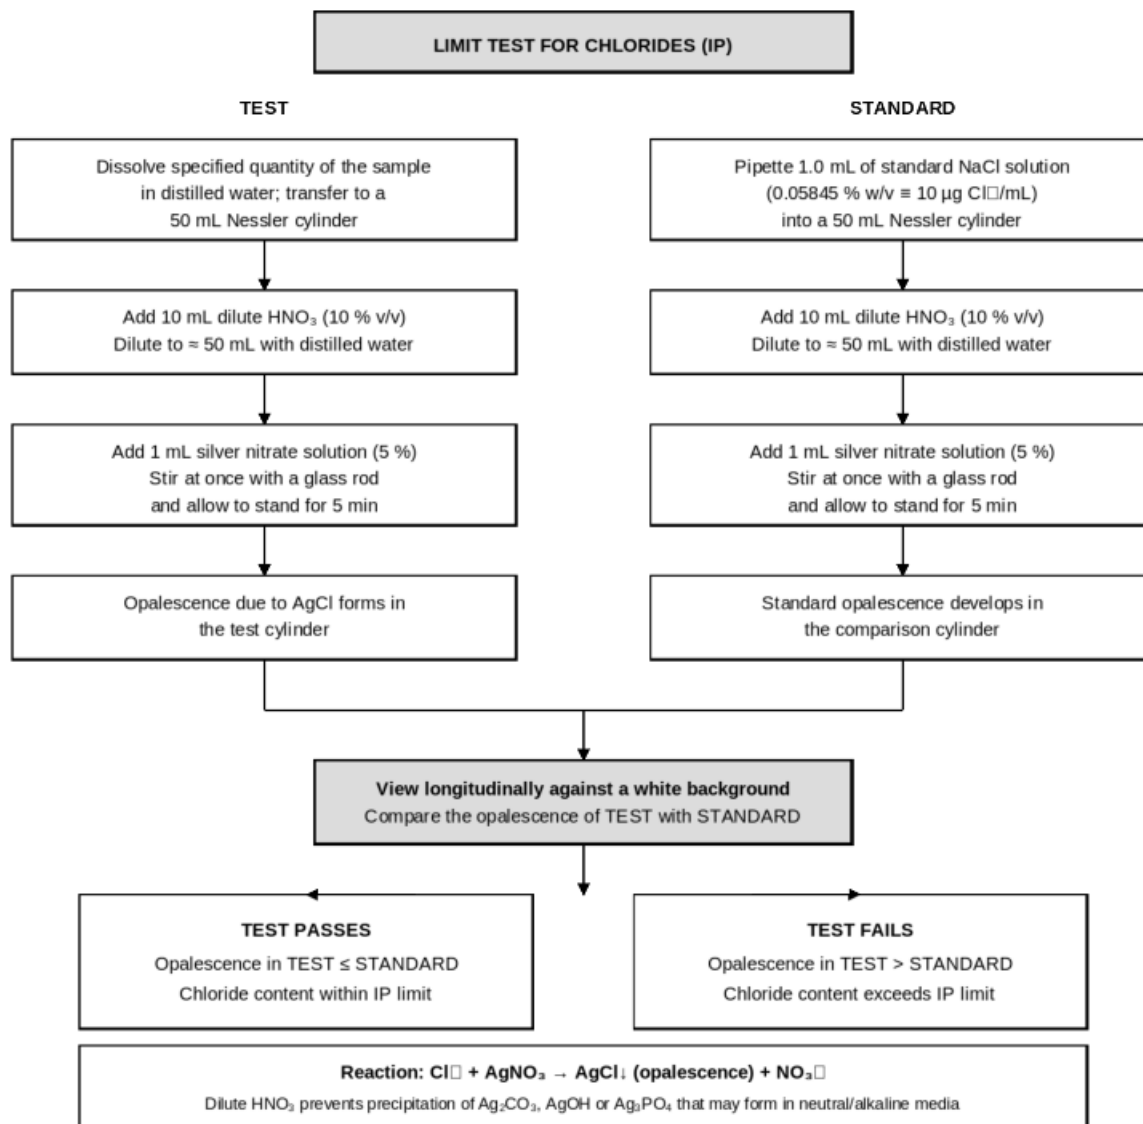 LIMIT TEST FOR CHLORIDES (IP)
TEST
Dissolve specified quantity of the sample
in distilled water; transfer to a
50 mL Nessler cylinder
Add 10 mL dilute HNO₃ (10 % v/v)
Dilute to ≈ 50 mL with distilled water
Add 1 mL silver nitrate solution (5 %)
Stir at once with a glass rod
and allow to stand for 5 min
Opalescence due to AgCl forms in
the test cylinder
STANDARD
Pipette 1.0 mL of standard NaCl solution
(0.05845 % w/v ≡ 10 µg Cl□/mL)
into a 50 mL Nessler cylinder
Add 10 mL dilute HNO₃ (10 % v/v)
Dilute to ≈ 50 mL with distilled water
Add 1 mL silver nitrate solution (5 %)
Stir at once with a glass rod
and allow to stand for 5 min
Standard opalescence develops in
the comparison cylinder
View longitudinally against a white background
Compare the opalescence of TEST with STANDARD
TEST PASSES
Opalescence in TEST ≤ STANDARD
Chloride content within IP limit
TEST FAILS
Opalescence in TEST > STANDARD
Chloride content exceeds IP limit
Reaction: Cl□ + AgNO₃ → AgCl↓ (opalescence) + NO₃□
Dilute HNO₃ prevents precipitation of Ag₂CO₃, AgOH or Ag₃PO₄ that may form in neutral/alkaline media